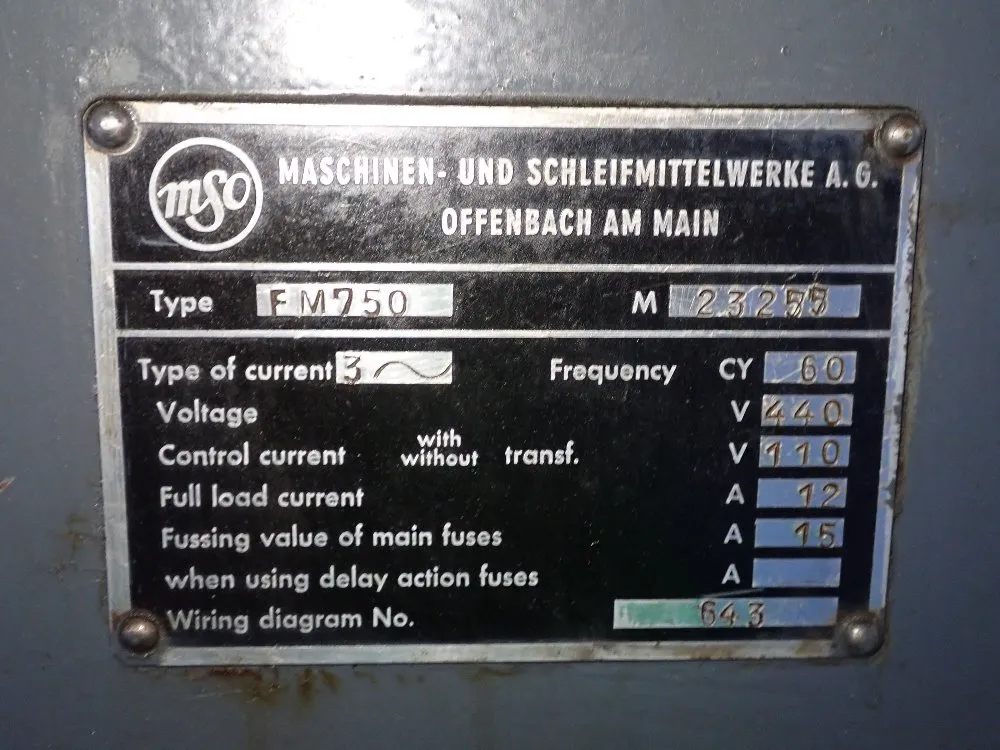 mso
MASCHINEN- UND SCHLEIFMITTELWERKE A.G.
OFFENBACH AM MAIN
Type FM750 M
Type of current 3 ~ Frequency CY 60
Voltage V 440
Control current with without transf. V 110
Full load current A 12
Fussing value of main fuses A 15
when using delay action fuses A
Wiring diagram No. 643